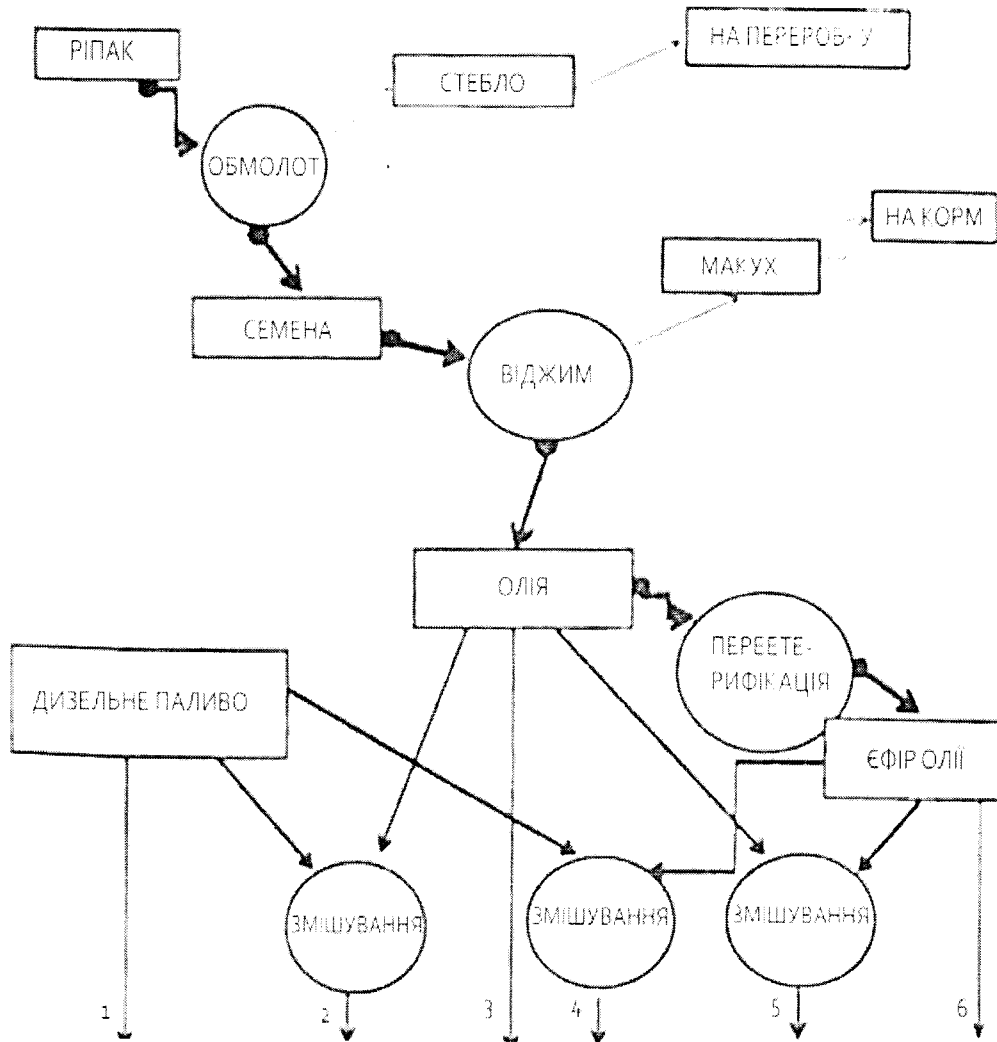 РІПАК
НА ПЕРЕРОБКУ
СТЕБЛО
ОБМОЛОТ
НА КОРМ
МАКУХ
СЕМЕНА
ВІДЖИМ
ОЛІЯ
ПЕРЕЕТЕ-
РИФІКАЦІЯ
ДИЗЕЛЬНЕ ПАЛИВО
ЄФІР ОЛІЇ
ЗМІШУВАННЯ
ЗМІШУВАННЯ
ЗМІШУВАННЯ
1
2
3
4
5
6